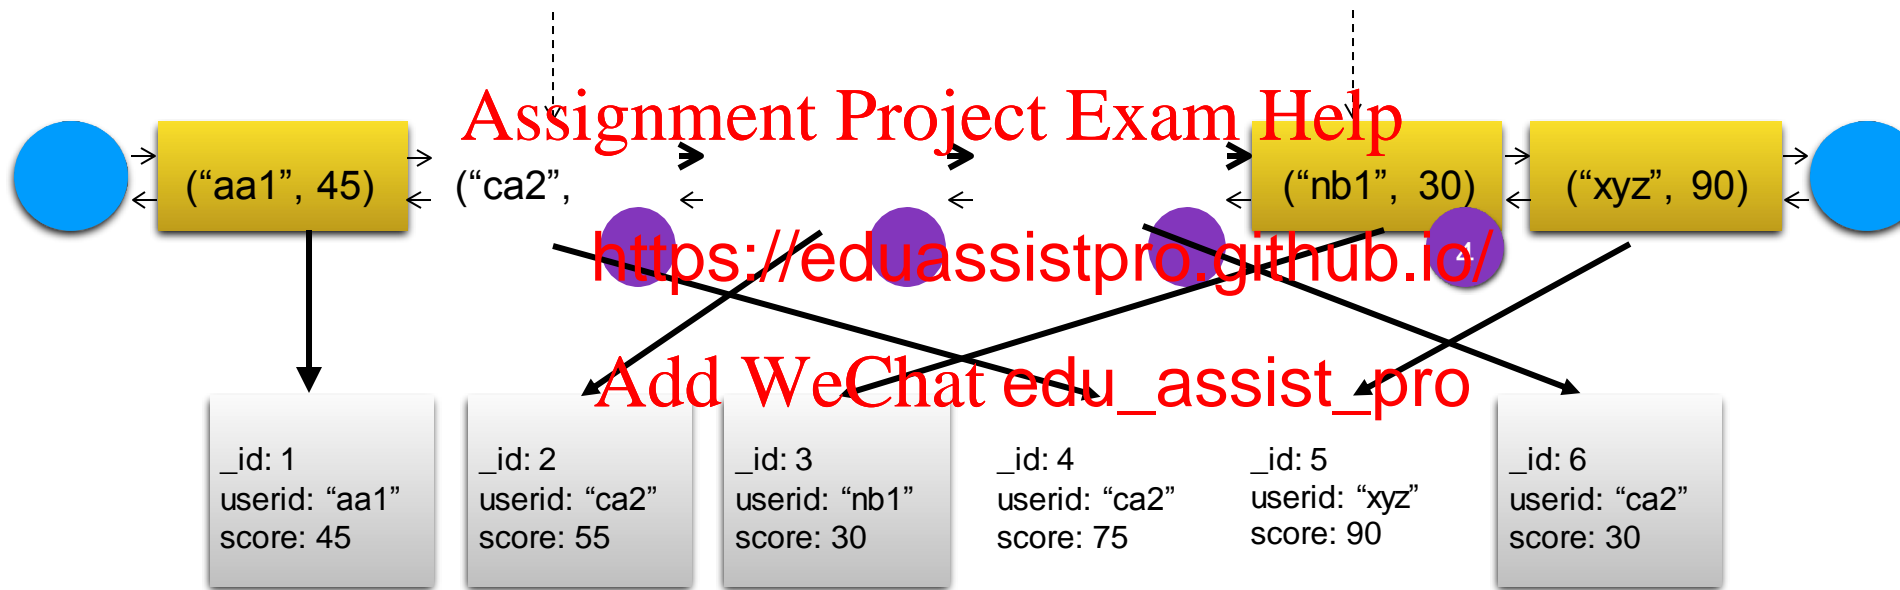 Assignment Project Exam Help
(“aa1”, 45) (“ca2”, (“nb1”, 30) (“xyz”, 90)
https://eduassistpro.github.io/
Add WeChat edu_assist_pro
_id: 1
userid: “aa1”
score: 45
_id: 2
userid: “ca2”
score: 55
_id: 3
userid: “nb1”
score: 30
_id: 4
userid: “ca2”
score: 75
_id: 5
userid: “xyz”
score: 90
_id: 6
userid: “ca2”
score: 30